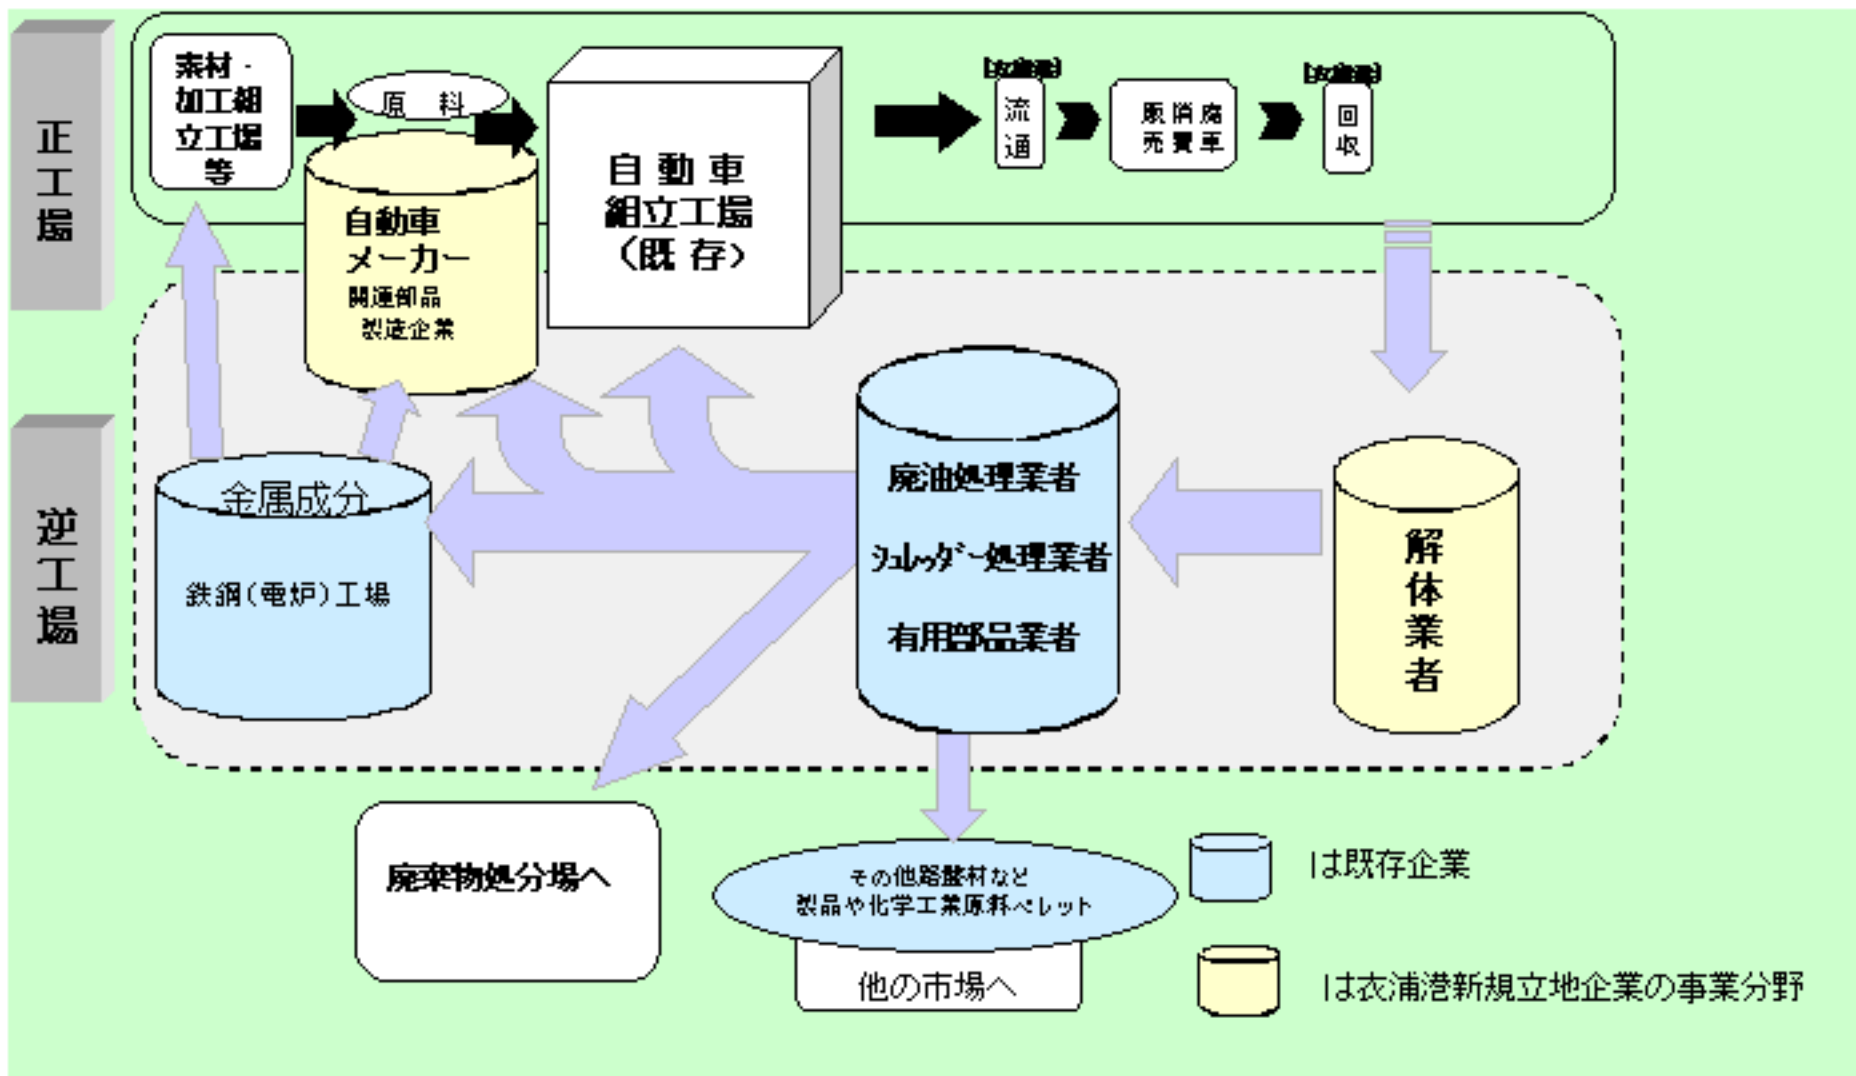 正工場
素材・
加工組
立工場
等
原 料
自動車
メーカー
関連部品
製造企業
自動車
組立工場
(既存)
流通
販売
消費
廃車
回収
逆工場
金属成分
鉄鋼(電炉)工場
廃油処理業者
シュレッダー処理業者
有用部品業者
解体業者
廃棄物処分場へ
その他路盤材など
製品や化学工業原料ペレット
他の市場へ
は既存企業
は衣浦港新規立地企業の事業分野